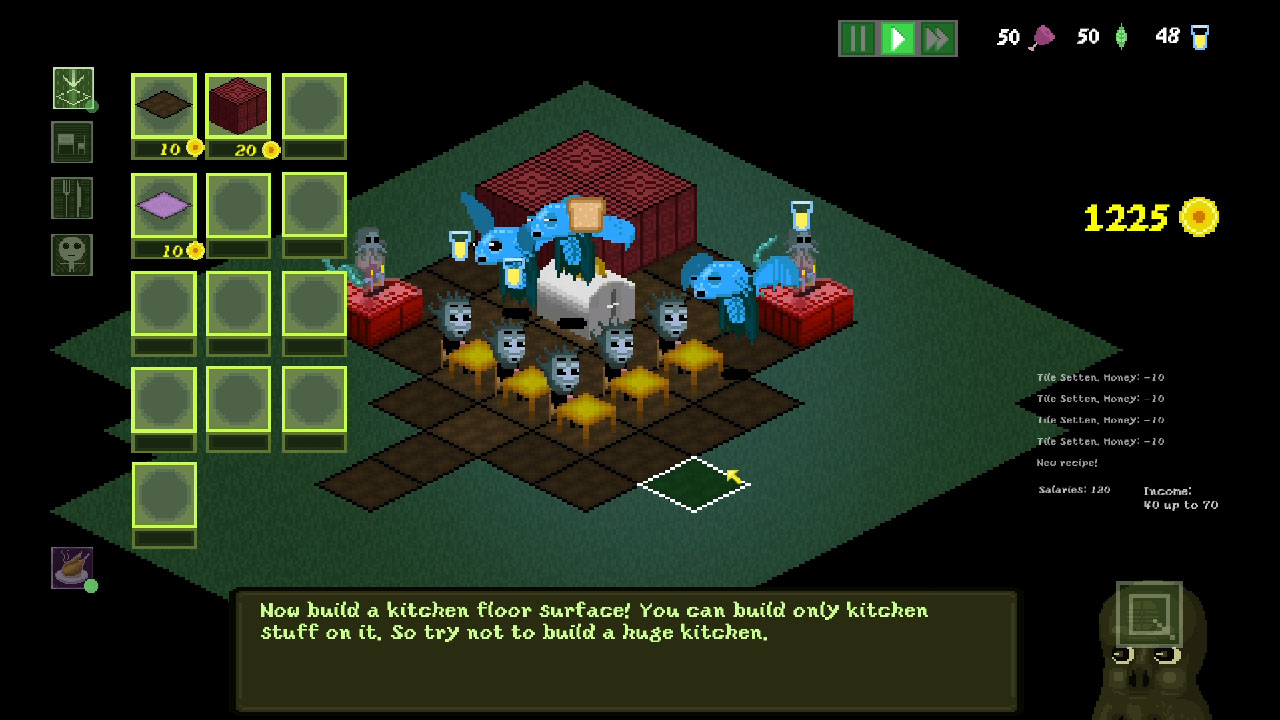 50 50 48
10 20
10
1225
Tile Setten, Money: -10
Tile Setten, Money: -10
Tile Setten, Money: -10
Tile Setten, Money: -10
New recipe!
Salaries: 120 Income:
40 up to 70
Now build a kitchen floor surface! You can build only kitchen
stuff on it. So try not to build a huge kitchen.